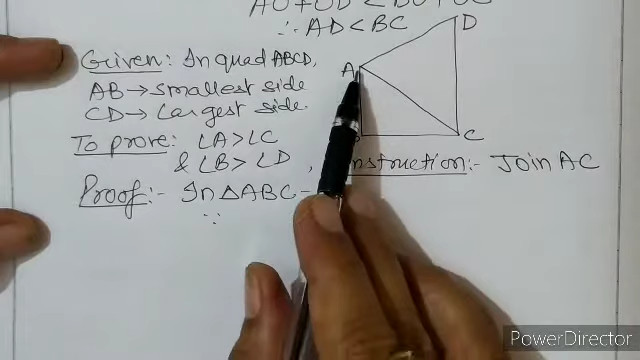 ∴ AD < BC
D
Given: In quad ABCD,
A
AB → smallest side
CD → Largest side.
C
To prove: ∠A > ∠C
& ∠B > ∠D, Construction:- Join AC
Proof:- In △ABC-
∵
PowerDirector